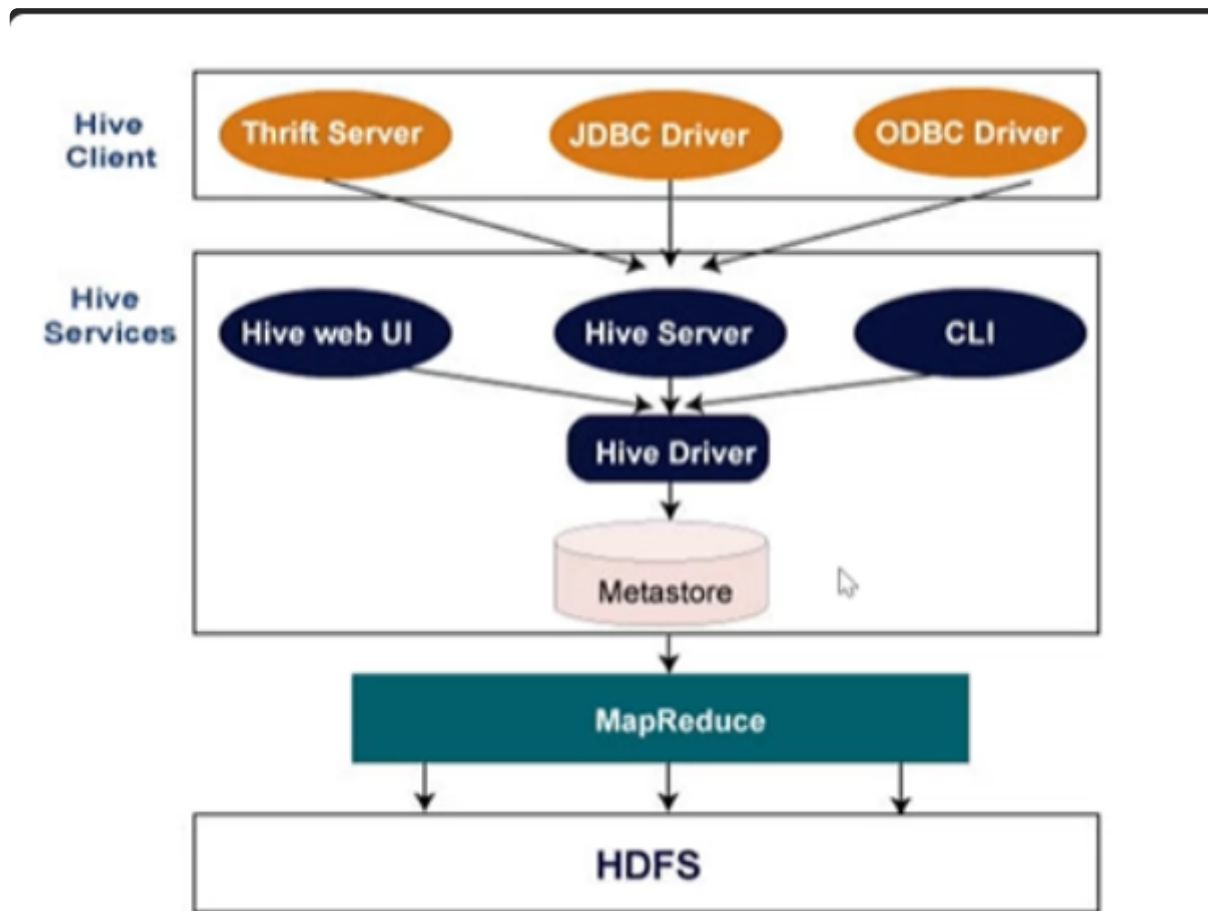 Hive
Client
Thrift Server
JDBC Driver
ODBC Driver
Hive
Services
Hive web UI
Hive Server
CLI
Hive Driver
Metastore
MapReduce
HDFS